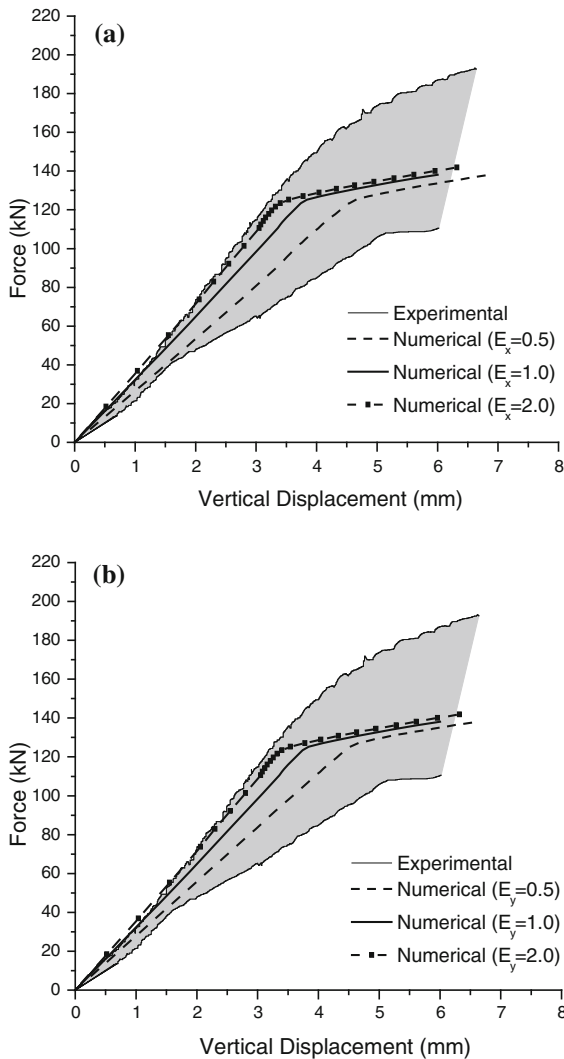 (a)
220
200
180
160
140
120
100
80
60
40
20
0
Force (kN)
Experimental
Numerical (E_x=0.5)
Numerical (E_x=1.0)
Numerical (E_x=2.0)
0 1 2 3 4 5 6 7 8
Vertical Displacement (mm)
(b)
220
200
180
160
140
120
100
80
60
40
20
0
Force (kN)
Experimental
Numerical (E_y=0.5)
Numerical (E_y=1.0)
Numerical (E_y=2.0)
0 1 2 3 4 5 6 7 8
Vertical Displacement (mm)